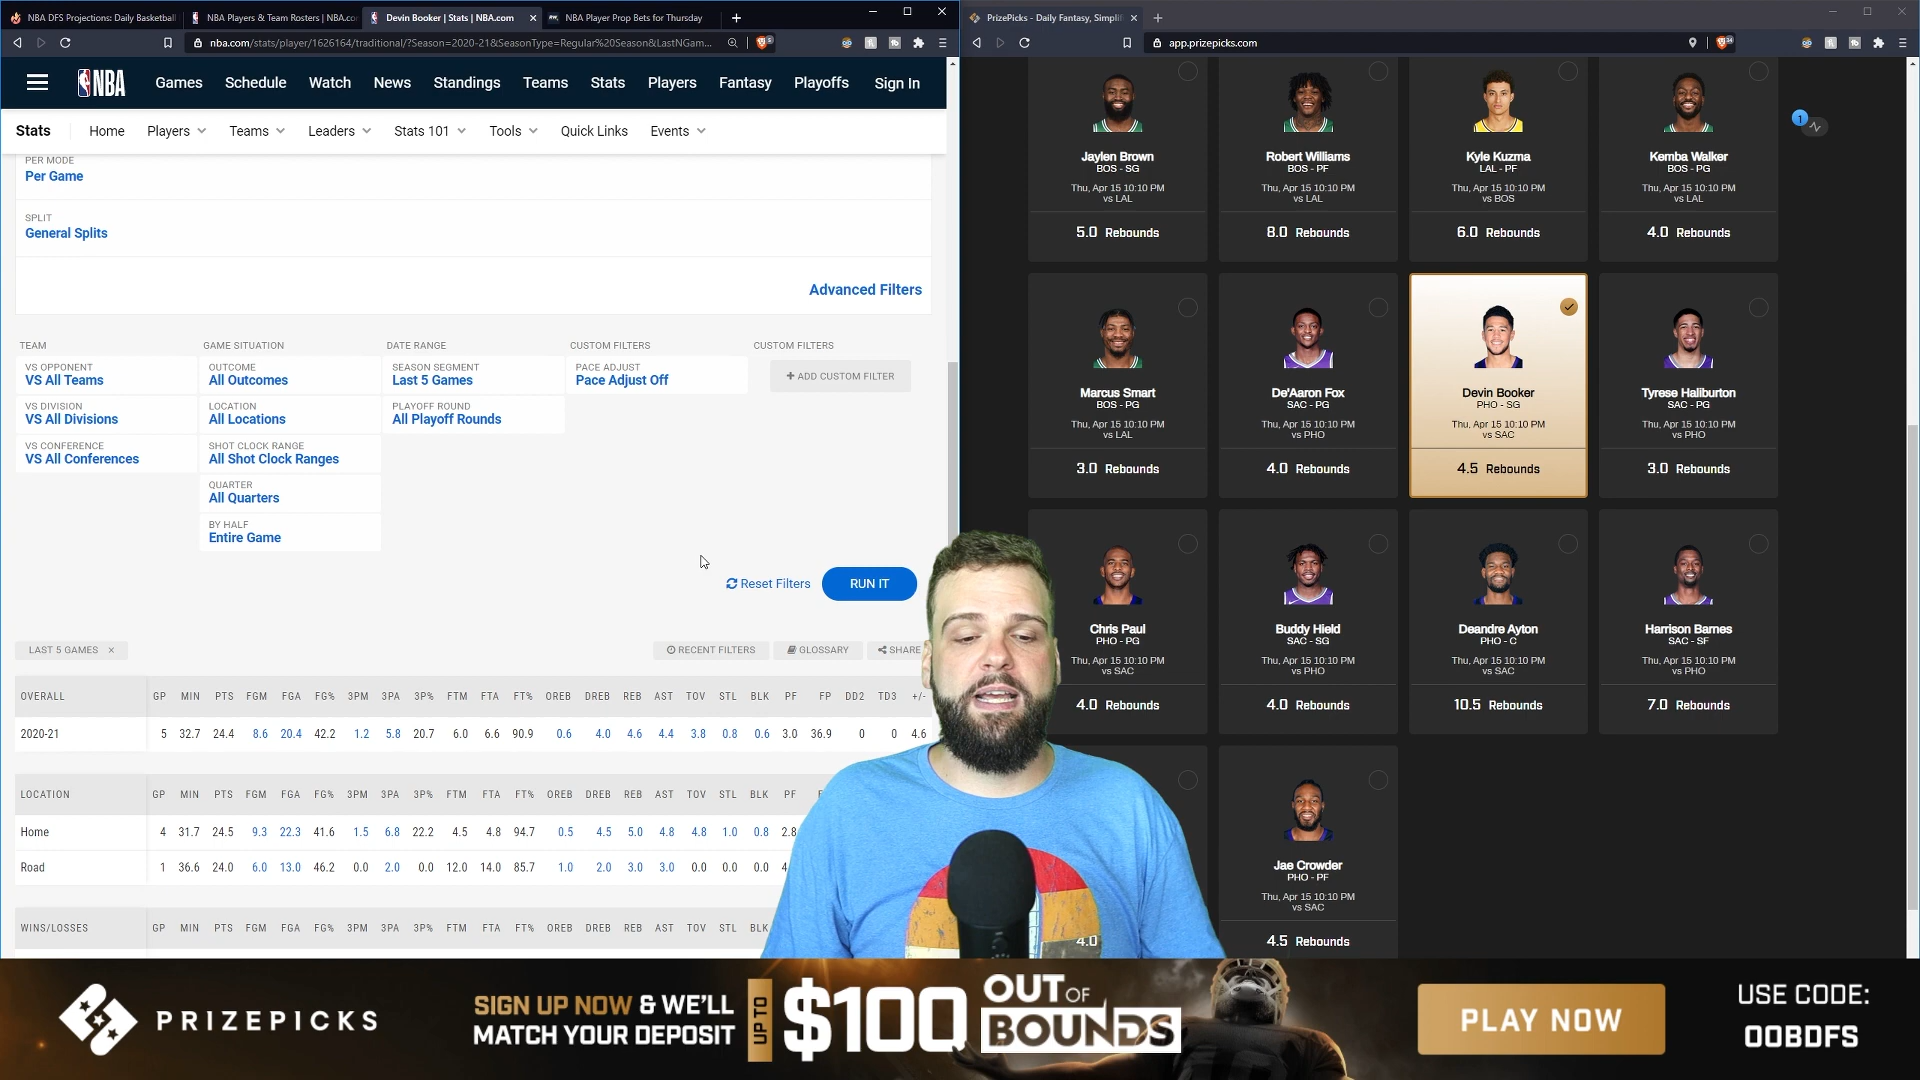 NBA DFS Projections: Daily Basketball
NBA Players & Team Rosters | NBA.co
Devin Booker | Stats | NBA.com
NBA Player Prop Bets for Thursday
nba.com/stats/player/1626164/traditional/?Season=2020-21&SeasonType=Regular%20Season&LastNGam...
NBA
Games Schedule Watch News Standings Teams Stats Players Fantasy Playoffs Sign In
Stats Home Players Teams Leaders Stats 101 Tools Quick Links Events
PER MODE
Per Game
SPLIT
General Splits
Advanced Filters
TEAM GAME SITUATION DATE RANGE CUSTOM FILTERS CUSTOM FILTERS
VS OPPONENT OUTCOME SEASON SEGMENT PACE ADJUST
VS All Teams All Outcomes Last 5 Games Pace Adjust Off + ADD CUSTOM FILTER
VS DIVISION LOCATION PLAYOFF ROUND
VS All Divisions All Locations All Playoff Rounds
VS CONFERENCE SHOT CLOCK RANGE
VS All Conferences All Shot Clock Ranges
QUARTER
All Quarters
BY HALF
Entire Game
Reset Filters RUN IT
LAST 5 GAMES × RECENT FILTERS GLOSSARY SHARE
OVERALL GP MIN PTS FGM FGA FG% 3PM 3PA 3P% FTM FTA FT% OREB DREB REB AST TOV STL BLK PF FP DD2 TD3 +/-
2020-21 5 32.7 24.4 8.6 20.4 42.2 1.2 5.8 20.7 6.0 6.6 90.9 0.6 4.0 4.6 4.4 3.8 0.8 0.6 3.0 36.9 0 0 4.6
LOCATION GP MIN PTS FGM FGA FG% 3PM 3PA 3P% FTM FTA FT% OREB DREB REB AST TOV STL BLK PF
Home 4 31.7 24.5 9.3 22.3 41.6 1.5 6.8 22.2 4.5 4.8 94.7 0.5 4.5 5.0 4.8 4.8 1.0 0.8 2.8
Road 1 36.6 24.0 6.0 13.0 46.2 0.0 2.0 0.0 12.0 14.0 85.7 1.0 2.0 3.0 3.0 0.0 0.0 0.0
WINS/LOSSES GP MIN PTS FGM FGA FG% 3PM 3PA 3P% FTM FTA FT% OREB DREB REB AST TOV STL BLK
PrizePicks - Daily Fantasy, Simpli
app.prizepicks.com
1
Jaylen Brown
BOS - SG
Thu, Apr 15 10:10 PM
vs LAL
5.0 Rebounds
Robert Williams
BOS - PF
Thu, Apr 15 10:10 PM
vs LAL
8.0 Rebounds
Kyle Kuzma
LAL - PF
Thu, Apr 15 10:10 PM
vs BOS
6.0 Rebounds
Kemba Walker
BOS - PG
Thu, Apr 15 10:10 PM
vs LAL
4.0 Rebounds
Marcus Smart
BOS - PG
Thu, Apr 15 10:10 PM
vs LAL
3.0 Rebounds
De'Aaron Fox
SAC - PG
Thu, Apr 15 10:10 PM
vs PHO
4.0 Rebounds
Devin Booker
PHO - SG
Thu, Apr 15 10:10 PM
vs SAC
4.5 Rebounds
Tyrese Haliburton
SAC - PG
Thu, Apr 15 10:10 PM
vs PHO
3.0 Rebounds
Chris Paul
PHO - PG
Thu, Apr 15 10:10 PM
vs SAC
4.0 Rebounds
Buddy Hield
SAC - SG
Thu, Apr 15 10:10 PM
vs PHO
4.0 Rebounds
Deandre Ayton
PHO - C
Thu, Apr 15 10:10 PM
vs SAC
10.5 Rebounds
Harrison Barnes
SAC - SF
Thu, Apr 15 10:10 PM
vs PHO
7.0 Rebounds
4.0
Jae Crowder
PHO - PF
Thu, Apr 15 10:10 PM
vs SAC
4.5 Rebounds
PRIZEPICKS
SIGN UP NOW & WE'LL
MATCH YOUR DEPOSIT
UP TO
$100
OUT OF
BOUNDS
PLAY NOW
USE CODE:
OOBDFS